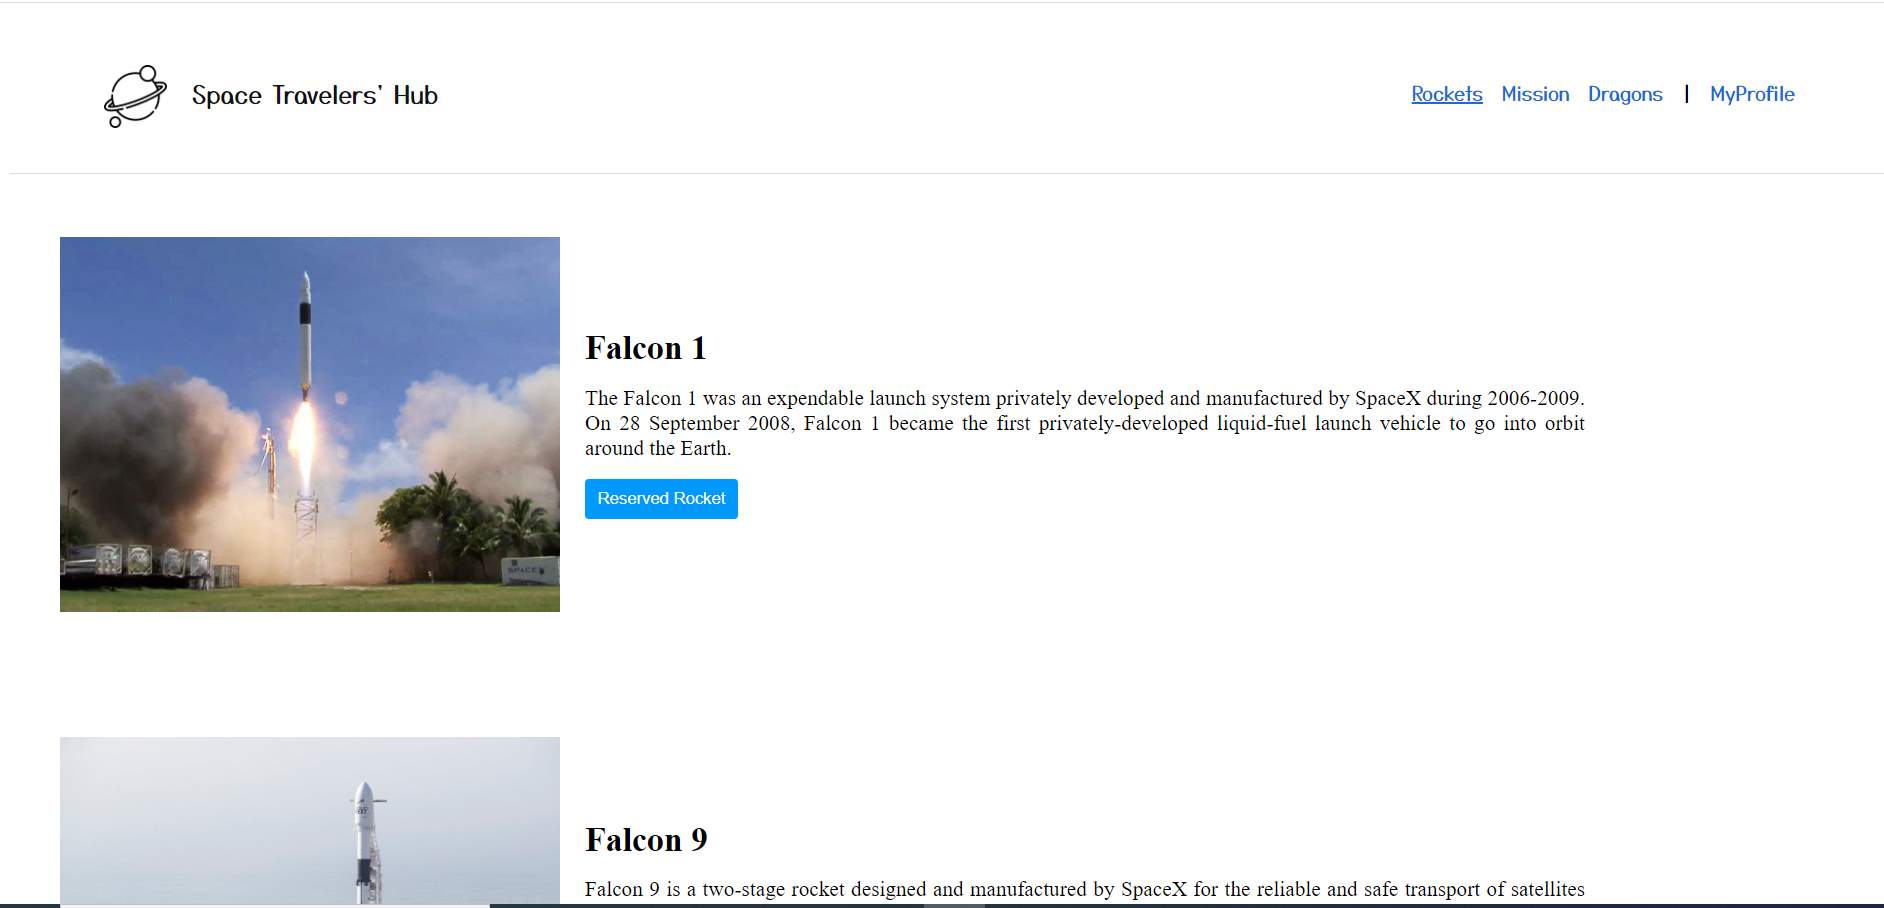 Space Travelers' Hub
Rockets Mission Dragons | MyProfile
Falcon 1
The Falcon 1 was an expendable launch system privately developed and manufactured by SpaceX during 2006-2009.
On 28 September 2008, Falcon 1 became the first privately-developed liquid-fuel launch vehicle to go into orbit
around the Earth.
Reserved Rocket
SPACEX
Falcon 9
Falcon 9 is a two-stage rocket designed and manufactured by SpaceX for the reliable and safe transport of satellites